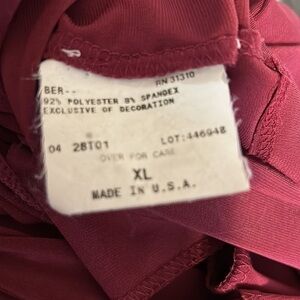 RN 31310
BER--
92% POLYESTER 8% SPANDEX
EXCLUSIVE OF DECORATION
04 28T01 LOT:446948
OVER FOR CARE
XL
MADE IN U.S.A.